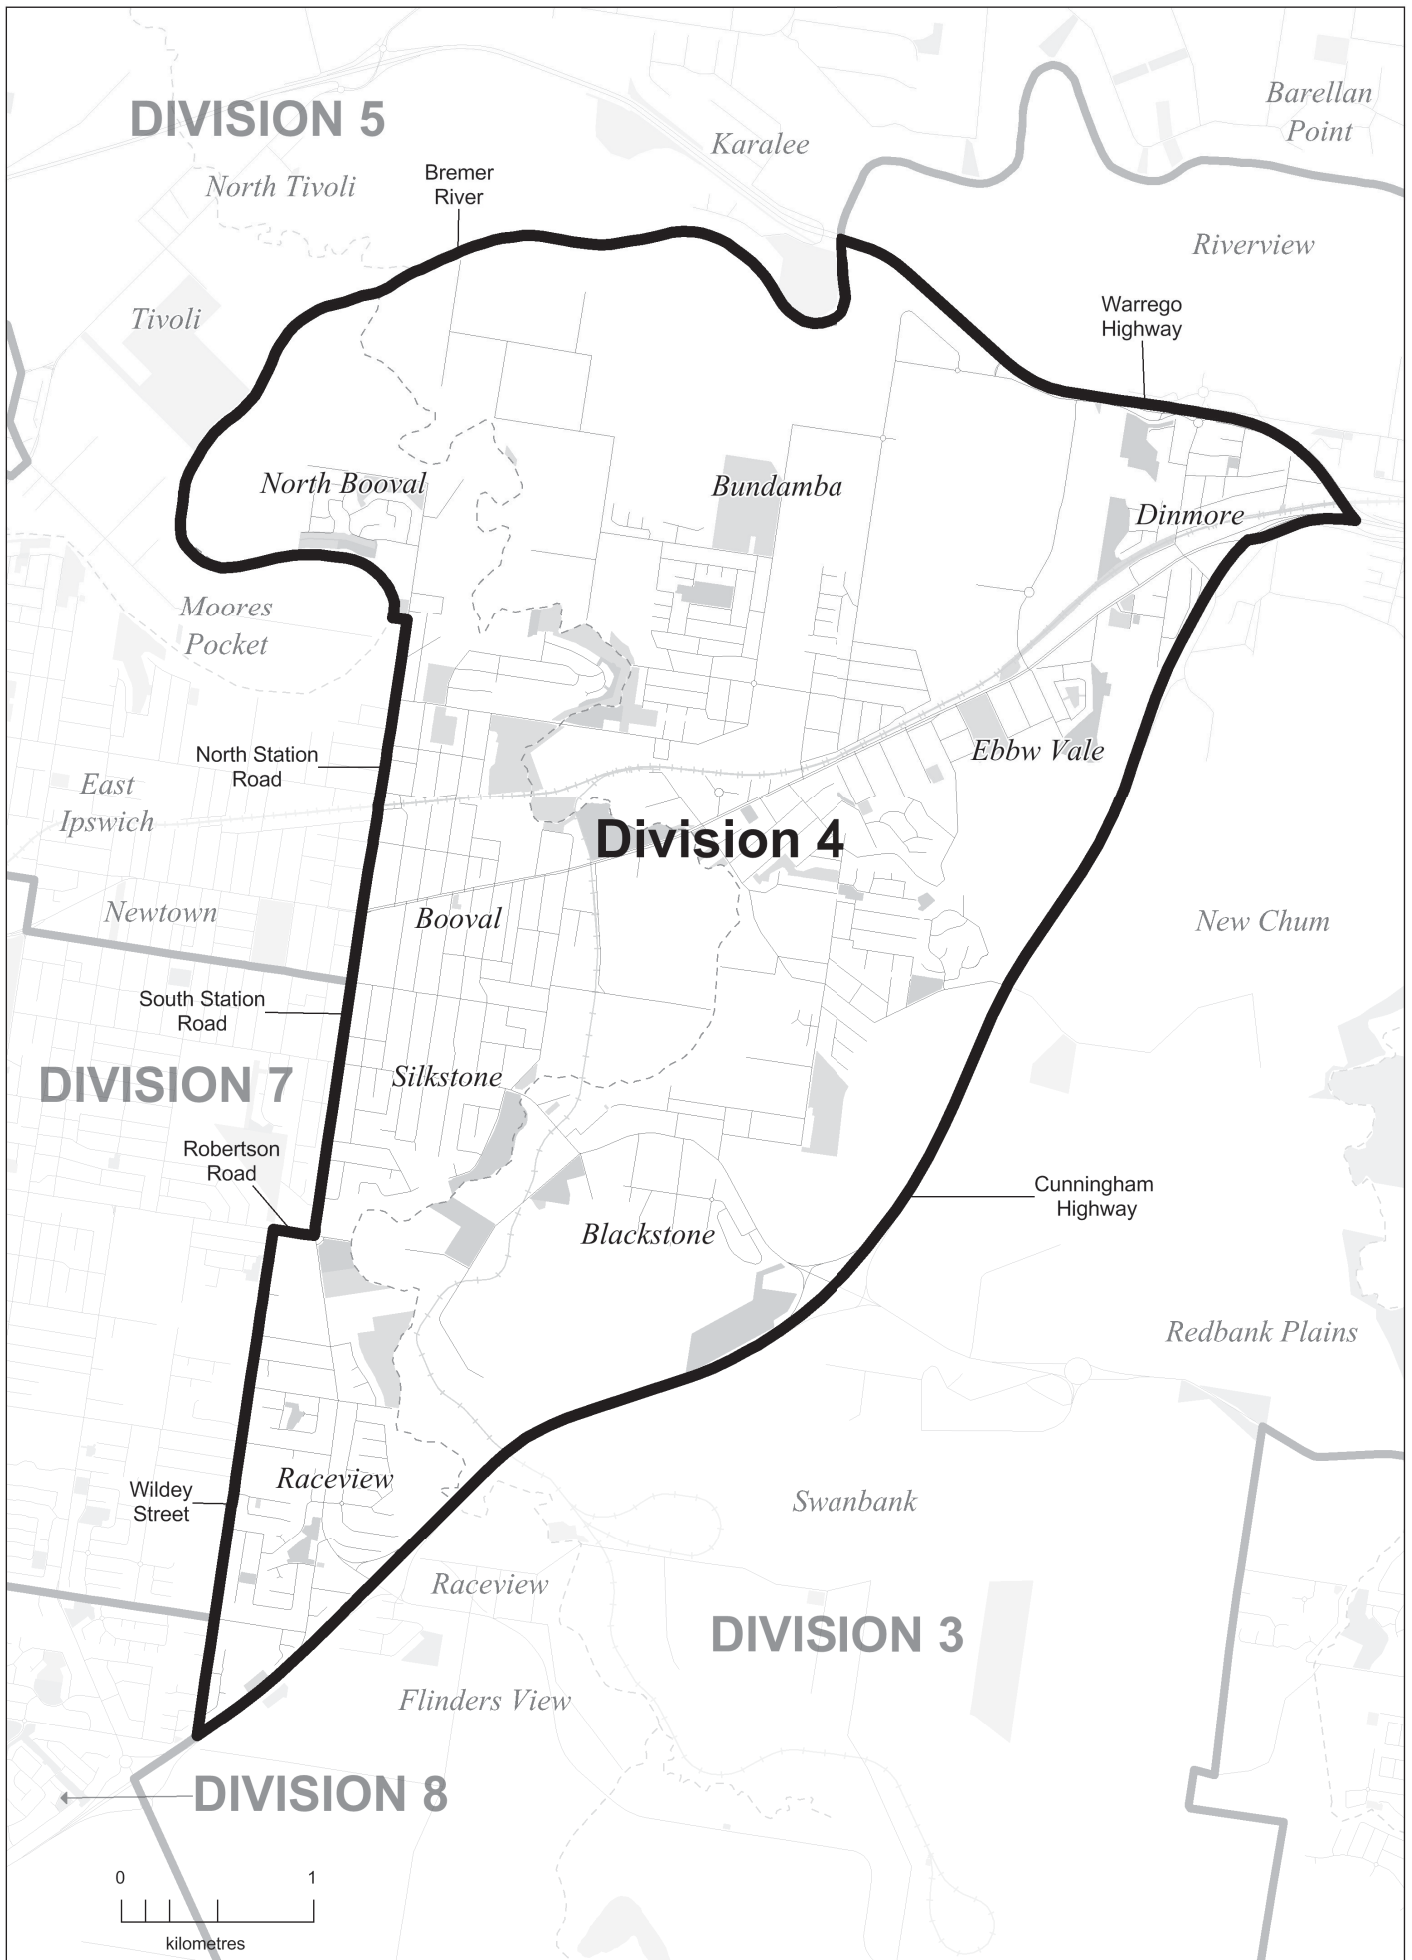 Barellan
Point
DIVISION 5
Karalee
Bremer
River
North Tivoli
Riverview
Warrego
Highway
Tivoli
North Booval
Bundamba
Dinmore
Moores
Pocket
North Station
Road
Ebbw Vale
East
Ipswich
Division 4
Newtown
Booval
New Chum
South Station
Road
DIVISION 7
Silkstone
Robertson
Road
Cunningham
Highway
Blackstone
Redbank Plains
Raceview
Wildey
Street
Swanbank
Raceview
DIVISION 3
Flinders View
DIVISION 8
0 1
kilometres